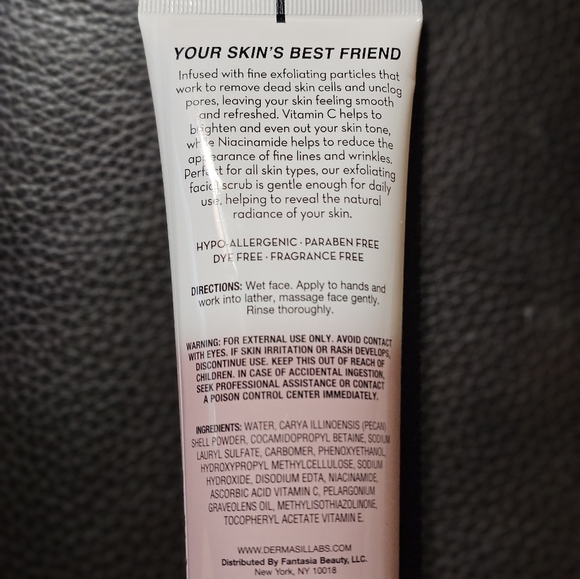 YOUR SKIN'S BEST FRIEND
Infused with fine exfoliating particles that
work to remove dead skin cells and unclog
pores, leaving your skin feeling smooth
and refreshed. Vitamin C helps to
brighten and even out your skin tone,
while Niacinamide helps to reduce the
appearance of fine lines and wrinkles.
Perfect for all skin types, our exfoliating
facial scrub is gentle enough for daily
use, helping to reveal the natural
radiance of your skin.
HYPO-ALLERGENIC · PARABEN FREE
DYE FREE · FRAGRANCE FREE
DIRECTIONS: Wet face. Apply to hands and
work into lather, massage face gently.
Rinse thoroughly.
WARNING: FOR EXTERNAL USE ONLY. AVOID CONTACT
WITH EYES. IF SKIN IRRITATION OR RASH DEVELOPS,
DISCONTINUE USE. KEEP THIS OUT OF REACH OF
CHILDREN. IN CASE OF ACCIDENTAL INGESTION,
SEEK PROFESSIONAL ASSISTANCE OR CONTACT
A POISON CONTROL CENTER IMMEDIATELY.
INGREDIENTS: WATER, CARYA ILLINOENSIS (PECAN)
SHELL POWDER, COCAMIDOPROPYL BETAINE, SODIUM
LAURYL SULFATE, CARBOMER, PHENOXYETHANOL,
HYDROXYPROPYL METHYLCELLULOSE, SODIUM
HYDROXIDE, DISODIUM EDTA, NIACINAMIDE,
ASCORBIC ACID VITAMIN C, PELARGONIUM
GRAVEOLENS OIL, METHYLISOTHIAZOLINONE,
TOCOPHERYL ACETATE VITAMIN E.
WWW.DERMASILLABS.COM
Distributed By Fantasia Beauty, LLC.
New York, NY 10018